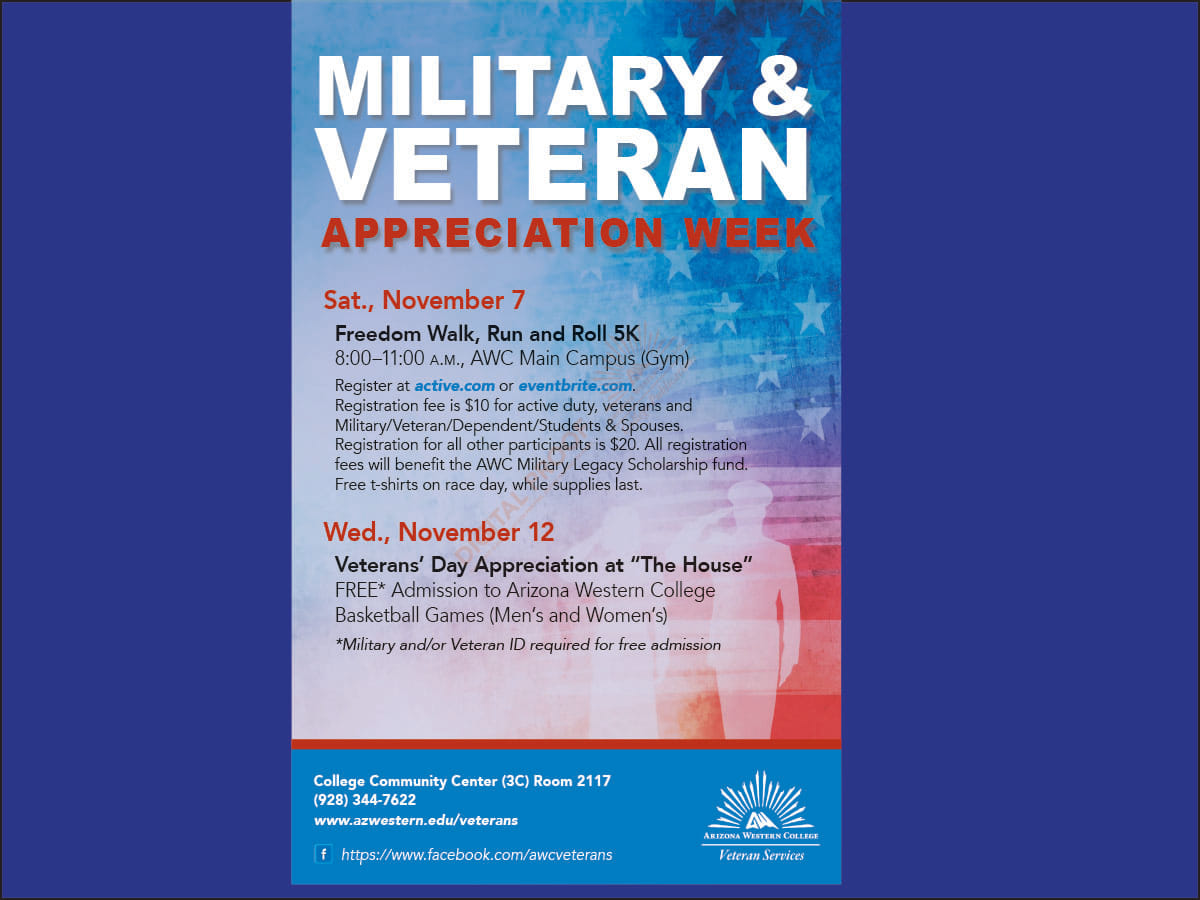 MILITARY &
VETERAN
APPRECIATION WEEK
Sat., November 7
Freedom Walk, Run and Roll 5K
8:00–11:00 A.M., AWC Main Campus (Gym)
Register at active.com or eventbrite.com.
Registration fee is $10 for active duty, veterans and
Military/Veteran/Dependent/Students & Spouses.
Registration for all other participants is $20. All registration
fees will benefit the AWC Military Legacy Scholarship fund.
Free t-shirts on race day, while supplies last.
Wed., November 12
Veterans’ Day Appreciation at “The House”
FREE* Admission to Arizona Western College
Basketball Games (Men’s and Women’s)
*Military and/or Veteran ID required for free admission
DIGITAL PROOF
College Community Center (3C) Room 2117
(928) 344-7622
www.azwestern.edu/veterans
f https://www.facebook.com/awcveterans
ARIZONA WESTERN COLLEGE
Veteran Services